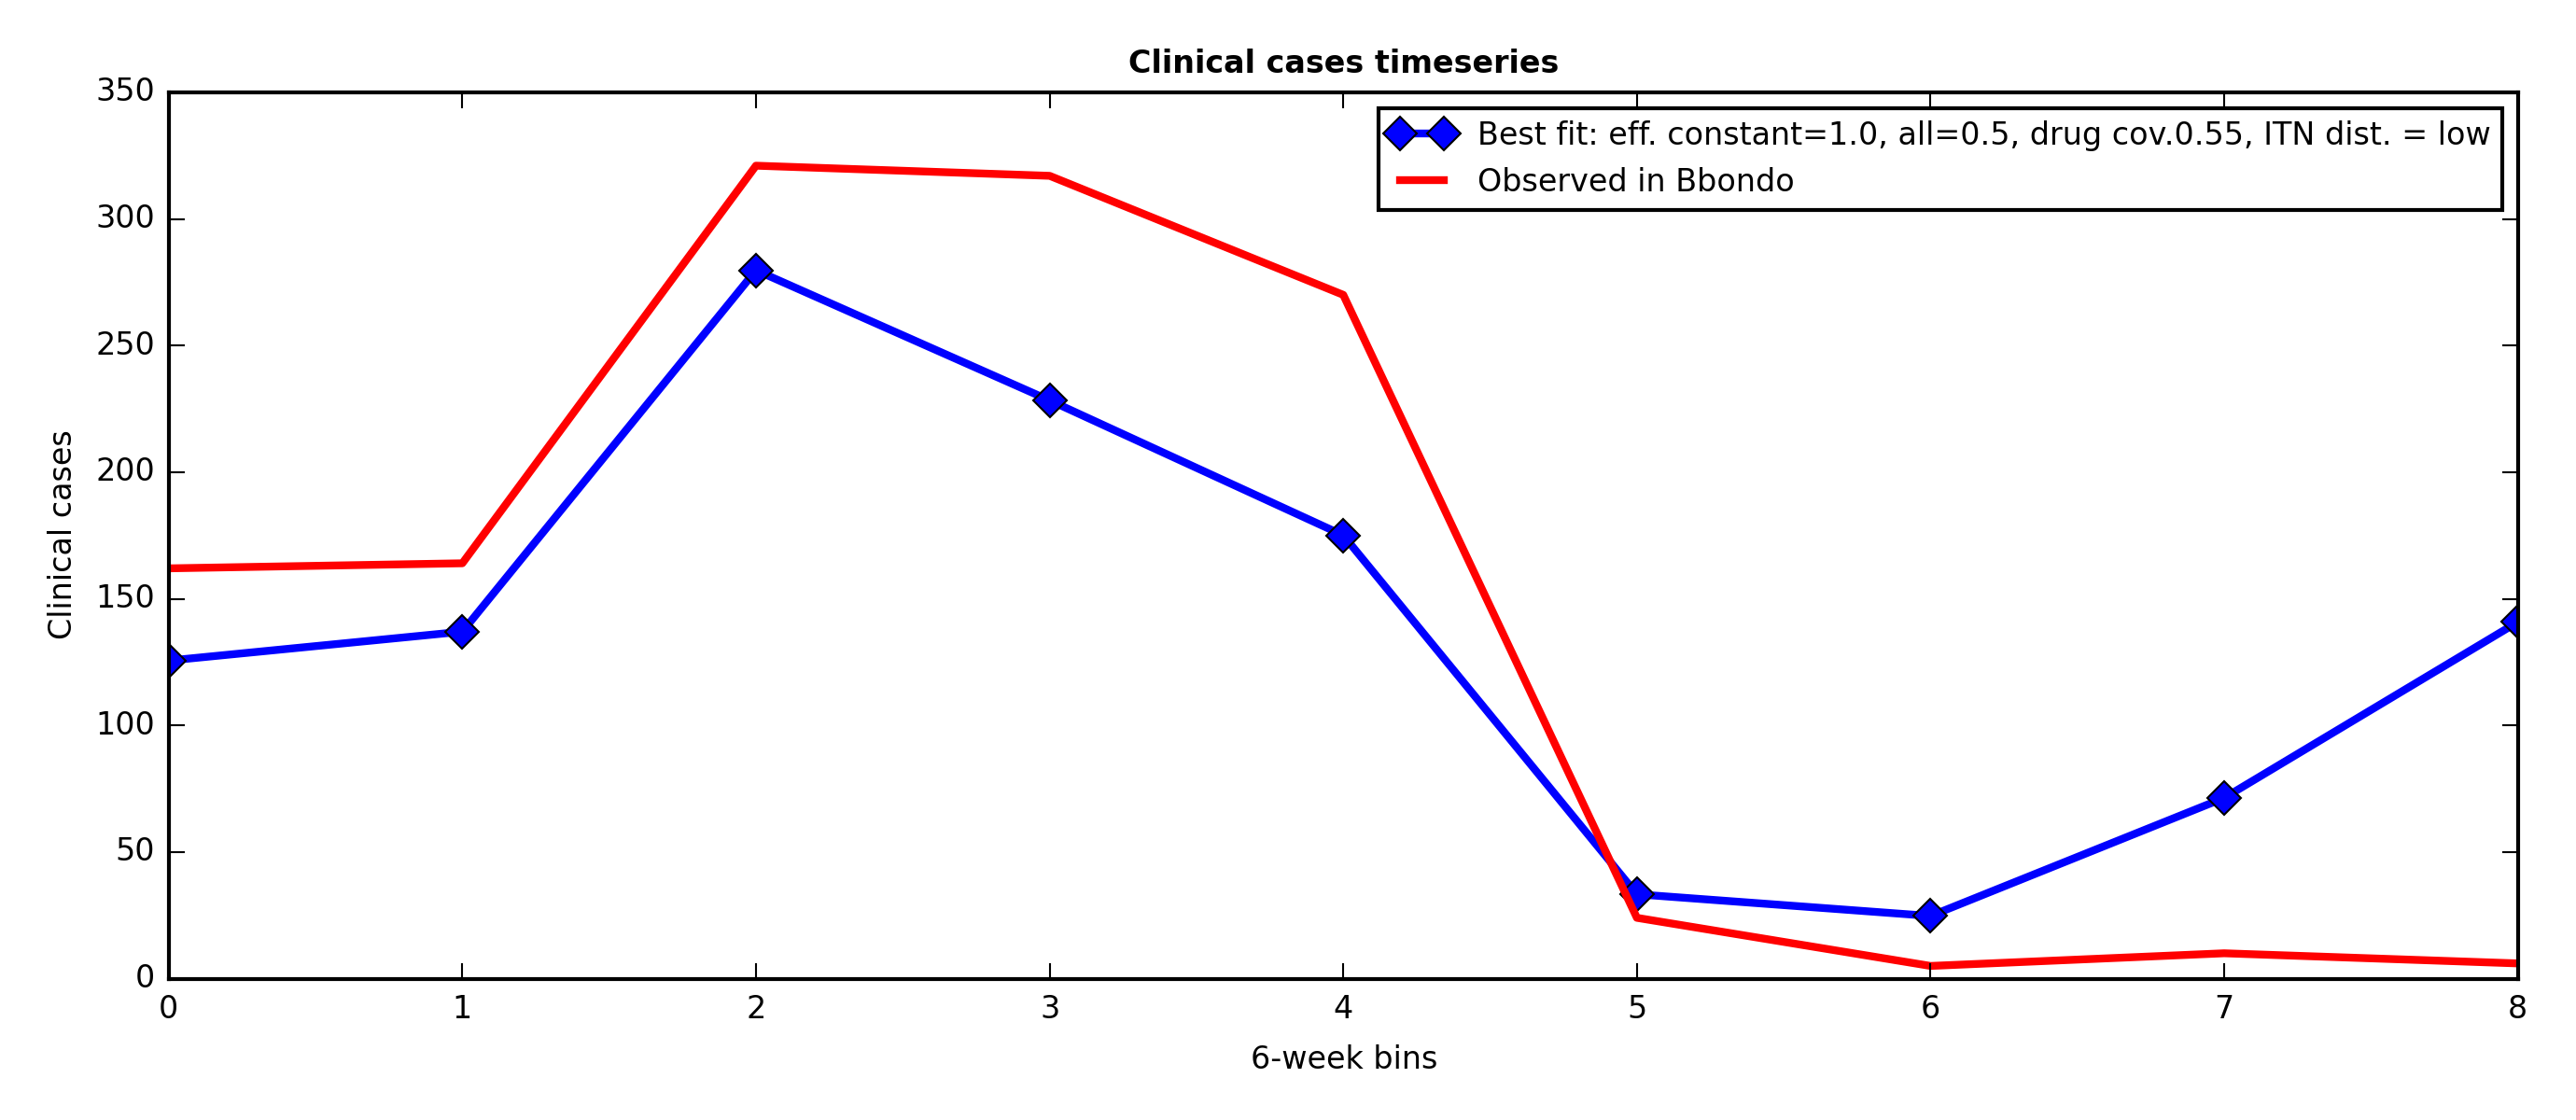 Clinical cases timeseries
350
300
250
200
150
100
50
0
Clinical cases
Best fit: eff. constant=1.0, all=0.5, drug cov.0.55, ITN dist. = low
Observed in Bbondo
0 1 2 3 4 5 6 7 8
6-week bins